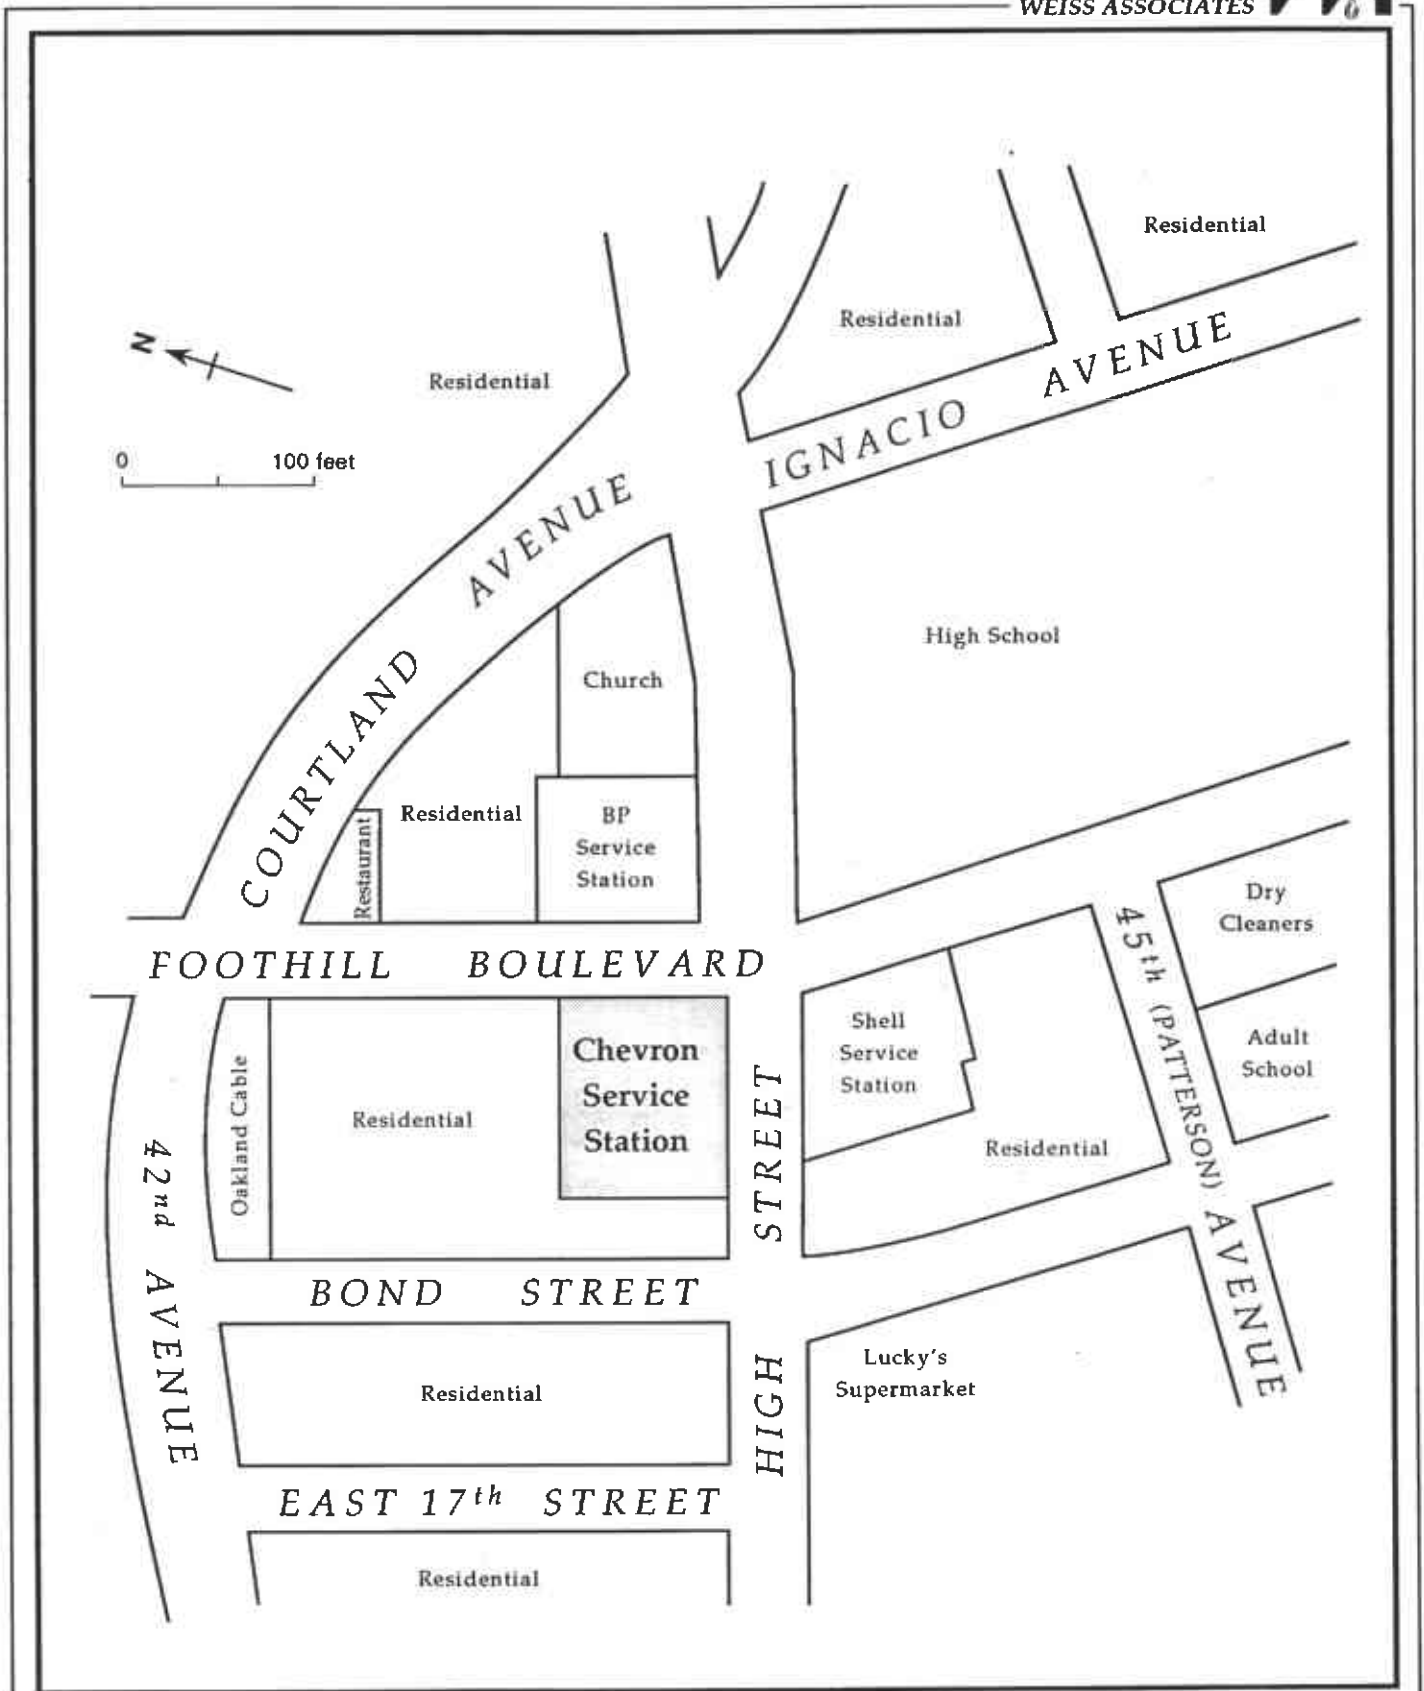 WEISS ASSOCIATES
Residential
Residential
N
Residential
0 100 feet
IGNACIO AVENUE
COURTLAND AVENUE
High School
Church
Residential
BP
Service
Station
Restaurant
Dry
Cleaners
FOOTHILL BOULEVARD
45th (PATTERSON) AVENUE
Shell
Service
Station
Chevron
Service
Station
Adult
School
Oakland Cable
Residential
Residential
42nd AVENUE
HIGH STREET
BOND STREET
Lucky's
Supermarket
Residential
EAST 17th STREET
Residential